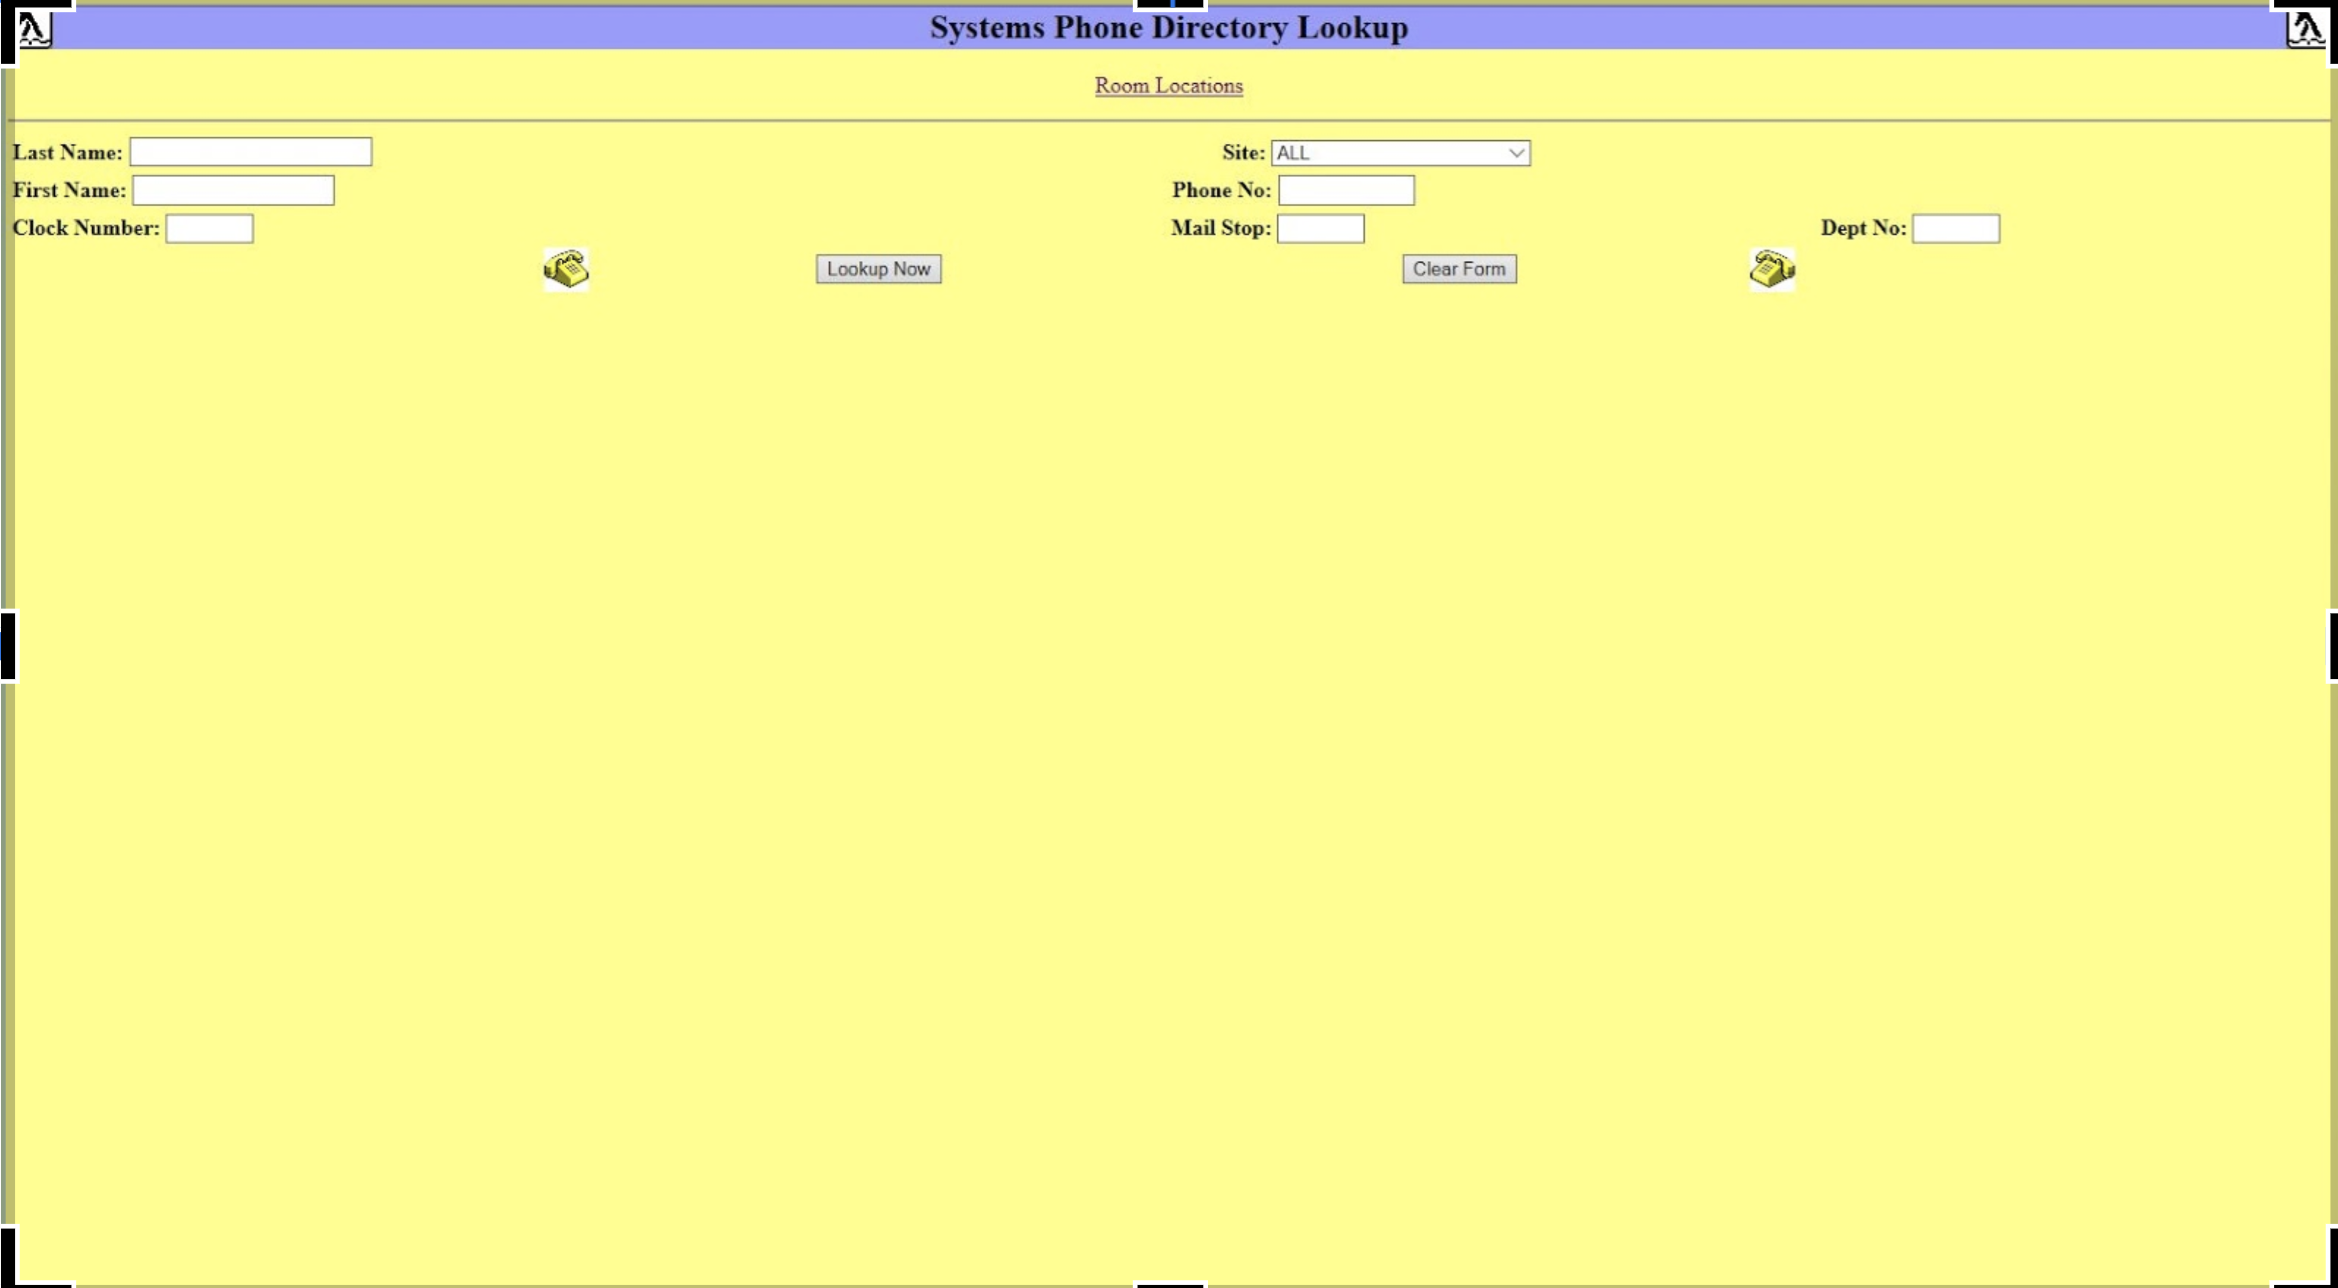 Systems Phone Directory Lookup
Room Locations
Last Name:
Site: ALL
First Name:
Phone No:
Clock Number:
Mail Stop:
Dept No:
Lookup Now
Clear Form